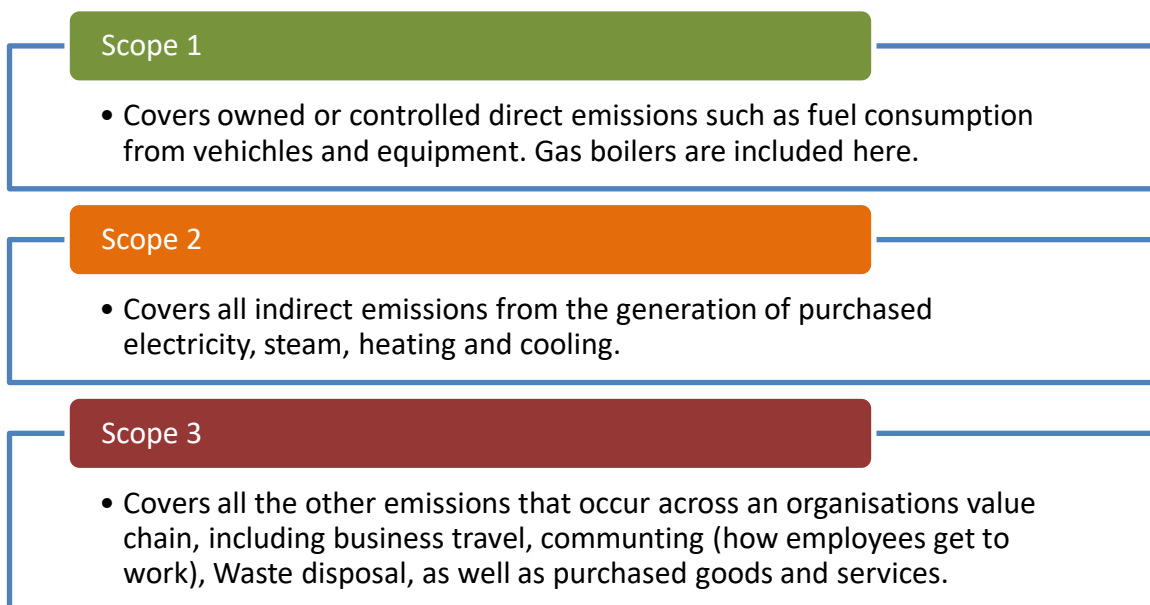 Scope 1
• Covers owned or controlled direct emissions such as fuel consumption
from vehichles and equipment. Gas boilers are included here.
Scope 2
• Covers all indirect emissions from the generation of purchased
electricity, steam, heating and cooling.
Scope 3
• Covers all the other emissions that occur across an organisations value
chain, including business travel, communting (how employees get to
work), Waste disposal, as well as purchased goods and services.